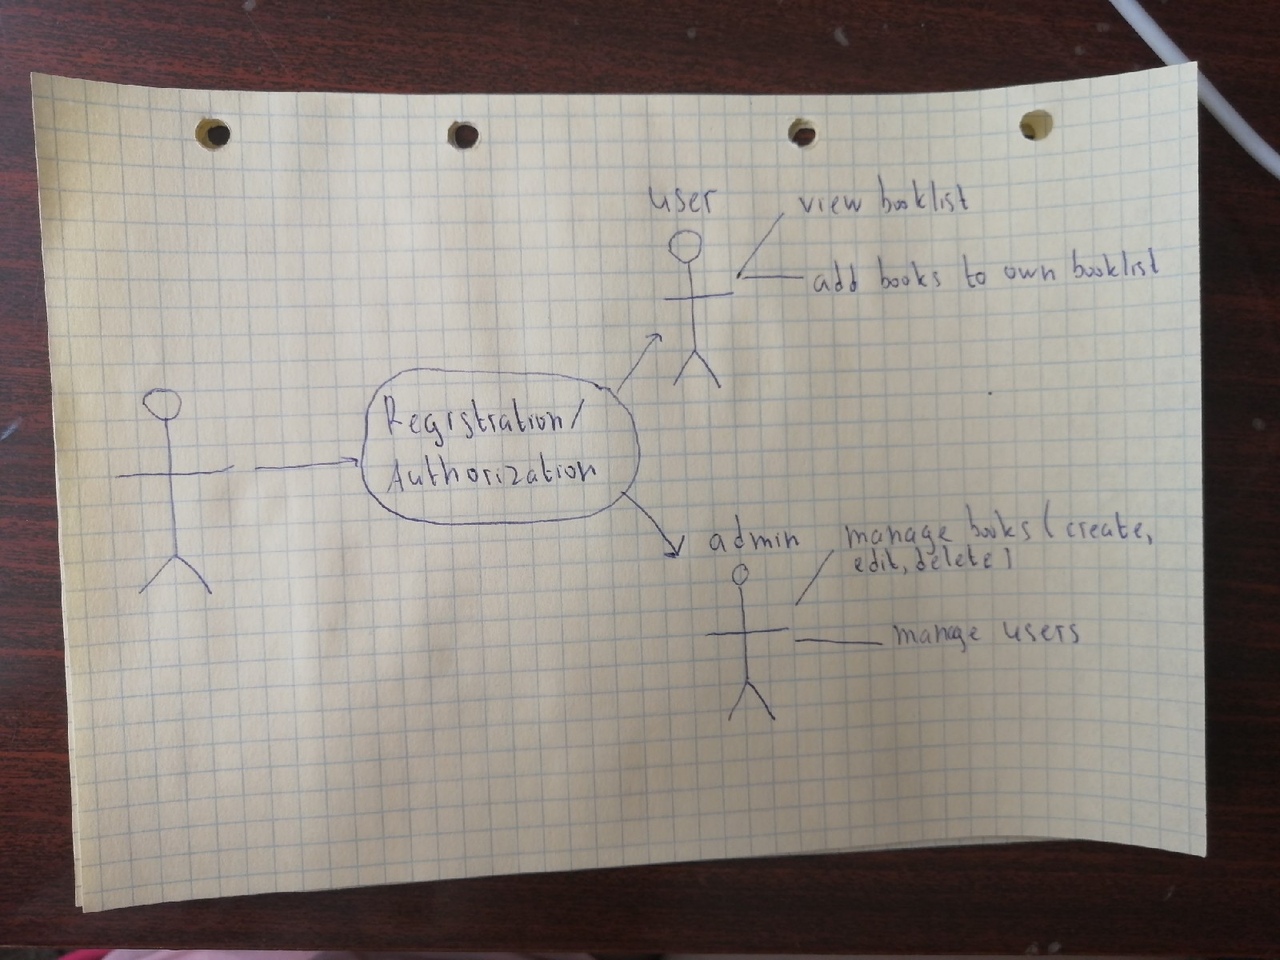 user
view booklist
add books to own booklist
Registration/
Authorization
admin
manage books (create,
edit, delete)
manage users